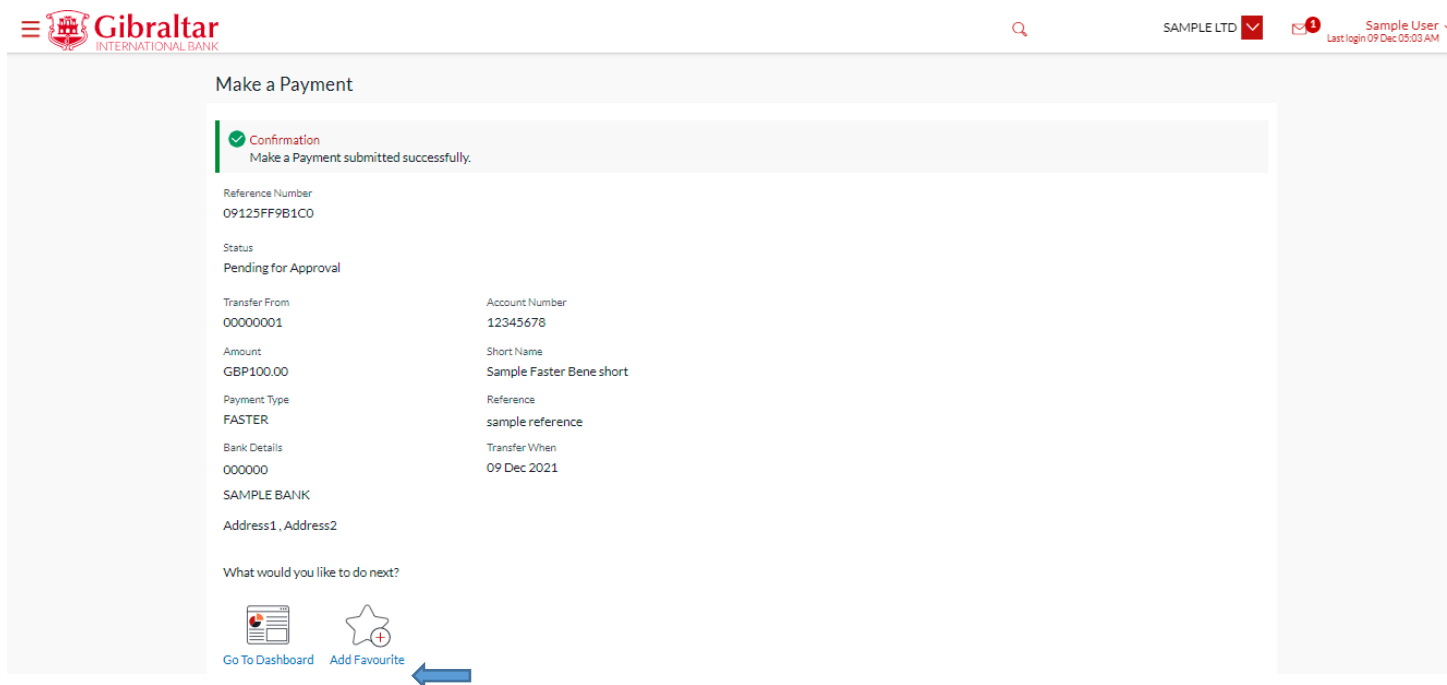 Gibraltar
INTERNATIONAL BANK
SAMPLE LTD
1
Sample User
Last login 09 Dec 05:03 AM
Make a Payment
Confirmation
Make a Payment submitted successfully.
Reference Number
09125FF9B1C0
Status
Pending for Approval
Transfer From
00000001
Account Number
12345678
Amount
GBP100.00
Short Name
Sample Faster Bene short
Payment Type
FASTER
Reference
sample reference
Bank Details
000000
SAMPLE BANK
Address1 , Address2
Transfer When
09 Dec 2021
What would you like to do next?
Go To Dashboard
Add Favourite